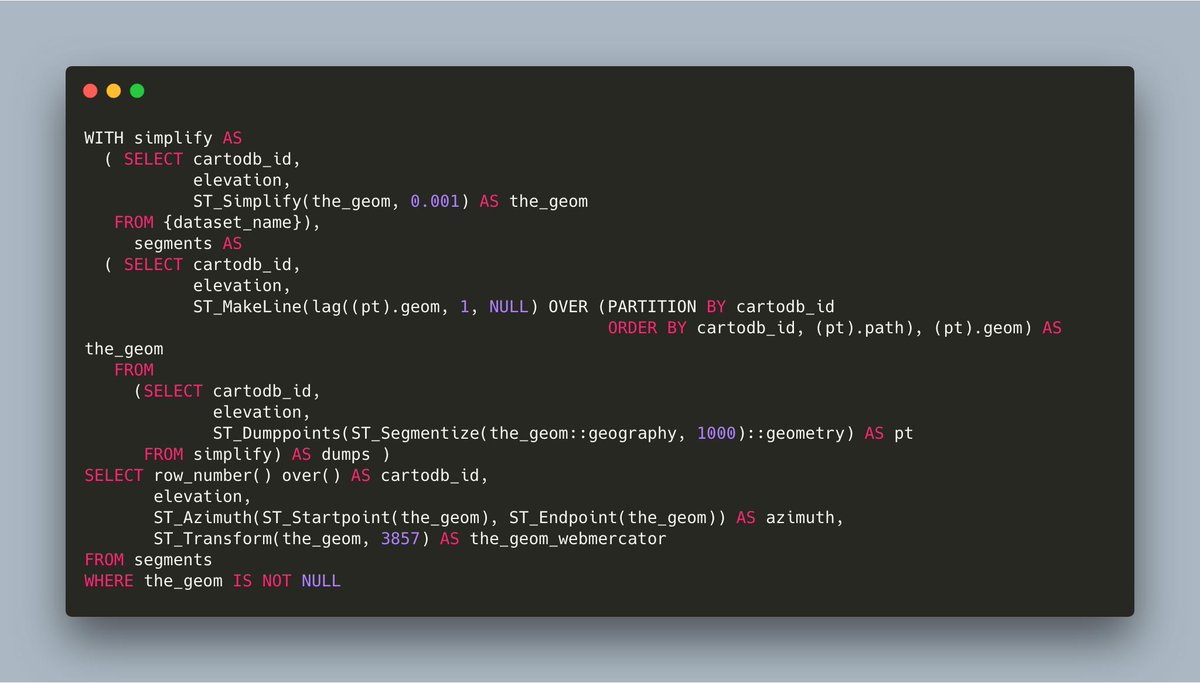 WITH simplify AS
( SELECT cartodb_id,
elevation,
ST_Simplify(the_geom, 0.001) AS the_geom
FROM {dataset_name}),
segments AS
( SELECT cartodb_id,
elevation,
ST_MakeLine(lag((pt).geom, 1, NULL) OVER (PARTITION BY cartodb_id
ORDER BY cartodb_id, (pt).path), (pt).geom) AS
the_geom
FROM
(SELECT cartodb_id,
elevation,
ST_Dumppoints(ST_Segmentize(the_geom::geography, 1000)::geometry) AS pt
FROM simplify) AS dumps )
SELECT row_number() over() AS cartodb_id,
elevation,
ST_Azimuth(ST_Startpoint(the_geom), ST_Endpoint(the_geom)) AS azimuth,
ST_Transform(the_geom, 3857) AS the_geom_webmercator
FROM segments
WHERE the_geom IS NOT NULL